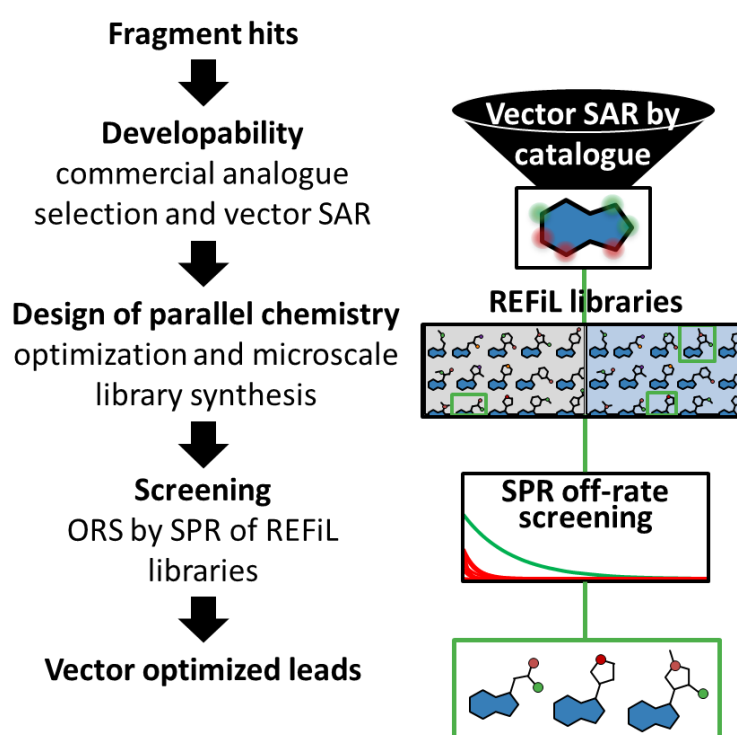 Fragment hits
Developability
commercial analogue
selection and vector SAR
Design of parallel chemistry
optimization and microscale
library synthesis
Screening
ORS by SPR of REFiL
libraries
Vector optimized leads
Vector SAR by
catalogue
REFiL libraries
SPR off-rate
screening